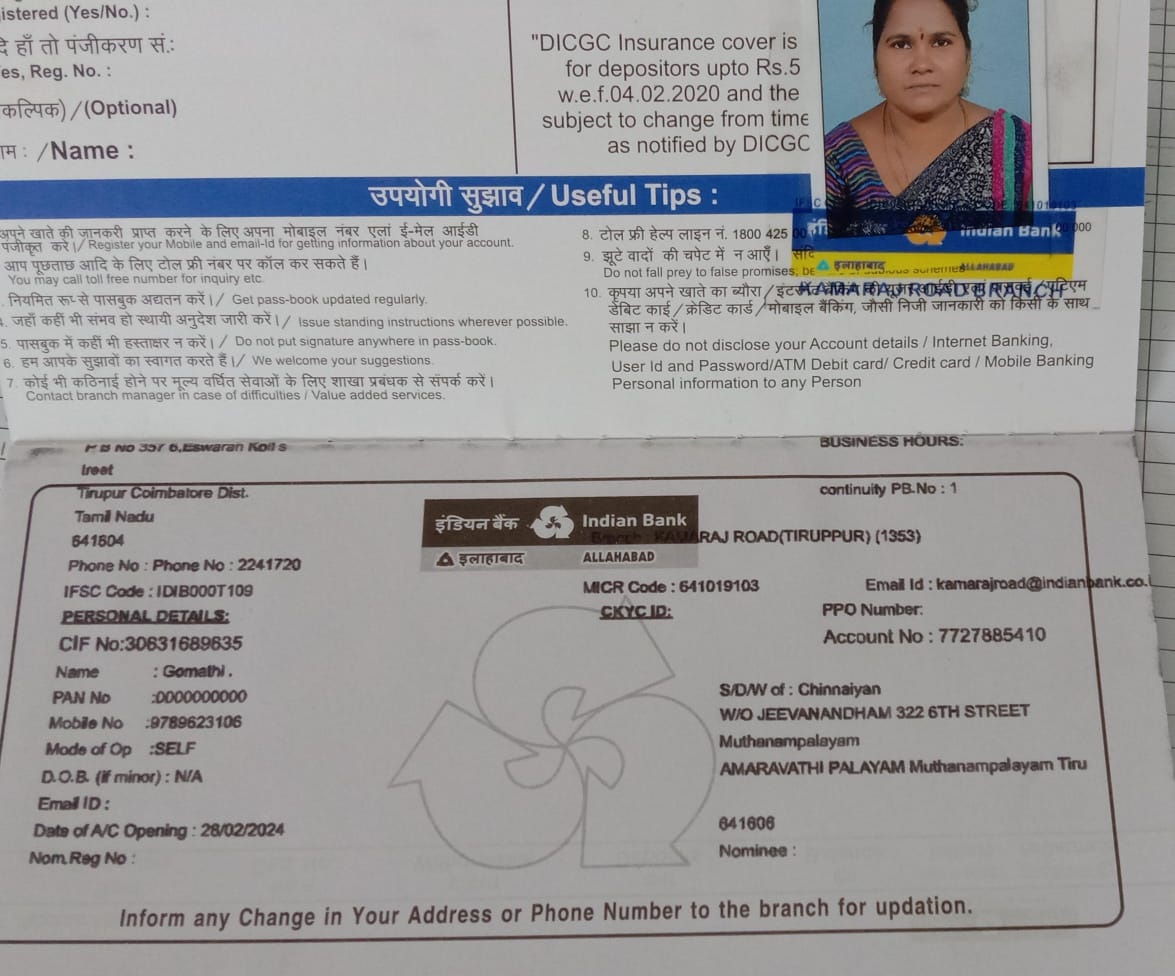 istered (Yes/No.) :
दे हाँ तो पंजीकरण सं.:
es, Reg. No. :
कल्पिक) / (Optional)
ाम : /Name :
"DICGC Insurance cover is
for depositors upto Rs.5
w.e.f.04.02.2020 and the
subject to change from time
as notified by DICGC
उपयोगी सुझाव / Useful Tips :
अपने खाते की जानकारी प्राप्त करने के लिए अपना मोबाइल नंबर एलां ई-मेल आईडी
पंजीकृत करें ।/ Register your Mobile and email-Id for getting information about your account.
आप पूछताछ आदि के लिए टोल फ्री नंबर पर कॉल कर सकते हैं।
You may call toll free number for inquiry etc.
नियमित रूप से पासबुक अद्यतन करें।/ Get pass-book updated regularly.
जहाँ कहीं भी संभव हो स्थायी अनुदेश जारी करें।/ Issue standing instructions wherever possible.
5. पासबुक में कहीं भी हस्ताक्षर न करें।/ Do not put signature anywhere in pass-book.
6. हम आपके सुझावों का स्वागत करते हैं।/ We welcome your suggestions.
7. कोई भी कठिनाई होने पर मूल्य वर्धित सेवाओं के लिए शाखा प्रबंधक से संपर्क करें।
Contact branch manager in case of difficulties / Value added services.
8. टोल फ्री हेल्प लाइन नं. 1800 425 00
9. झूटे वादों की चपेट में न आएँ।
Do not fall prey to false promises,
Indian Bank
इलाहाबाद ALLAHABAD
KAMARAJ ROAD BRANCH
10. कृपया अपने खाते का ब्यौरा /
डेबिट कार्ड / क्रेडिट कार्ड / मोबाइल बैंकिंग, जौसी निजी जानकारी को किसी के साथ
साझा न करें।
Please do not disclose your Account details / Internet Banking,
User Id and Password/ATM Debit card/ Credit card / Mobile Banking
Personal information to any Person
P B No 357 6,Eswaran Koil s
treet
Tirupur Coimbatore Dist.
Tamil Nadu
641604
Phone No : Phone No : 2241720
IFSC Code : IDIB000T109
BUSINESS HOURS:
continuity PB.No : 1
इंडियन बैंक Indian Bank
इलाहाबाद ALLAHABAD
Branch : KAMARAJ ROAD(TIRUPPUR) (1353)
MICR Code : 641019103
Email Id : kamarajroad@indianbank.co.
CKYC ID:
PPO Number:
Account No : 7727885410
PERSONAL DETAILS:
CIF No:30631689635
Name : Gomathi .
PAN No :0000000000
Mobile No :9789623106
Mode of Op :SELF
D.O.B. (if minor) : N/A
Email ID :
Date of A/C Opening : 28/02/2024
Nom.Reg No :
S/D/W of : Chinnaiyan
W/O JEEVANANDHAM 322 6TH STREET
Muthanampalayam
AMARAVATHI PALAYAM Muthanampalayam Tiru
641606
Nominee :
Inform any Change in Your Address or Phone Number to the branch for updation.